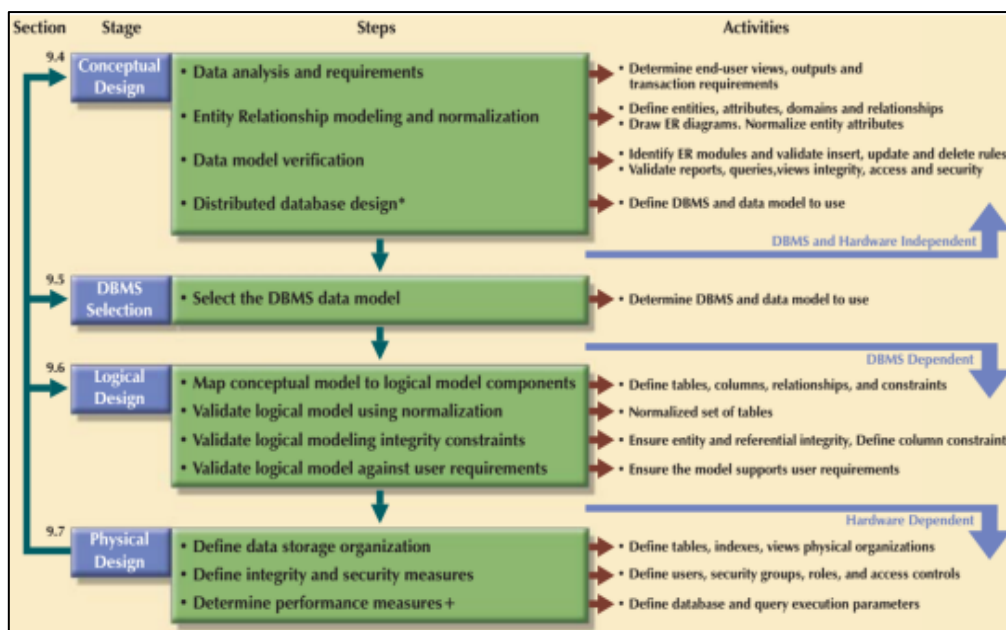 Section Stage Steps Activities
9.4
Conceptual
Design
• Data analysis and requirements
• Determine end-user views, outputs and
transaction requirements
• Entity Relationship modeling and normalization
• Define entities, attributes, domains and relationships
• Draw ER diagrams. Normalize entity attributes
• Data model verification
• Identify ER modules and validate insert, update and delete rules
• Validate reports, queries,views integrity, access and security
• Distributed database design*
• Define DBMS and data model to use
DBMS and Hardware Independent
9.5
DBMS
Selection
• Select the DBMS data model
• Determine DBMS and data model to use
DBMS Dependent
9.6
Logical
Design
• Map conceptual model to logical model components
• Define tables, columns, relationships, and constraints
• Validate logical model using normalization
• Normalized set of tables
• Validate logical modeling integrity constraints
• Ensure entity and referential integrity, Define column constraint
• Validate logical model against user requirements
• Ensure the model supports user requirements
Hardware Dependent
9.7
Physical
Design
• Define data storage organization
• Define tables, indexes, views physical organizations
• Define integrity and security measures
• Define users, security groups, roles, and access controls
• Determine performance measures+
• Define database and query execution parameters